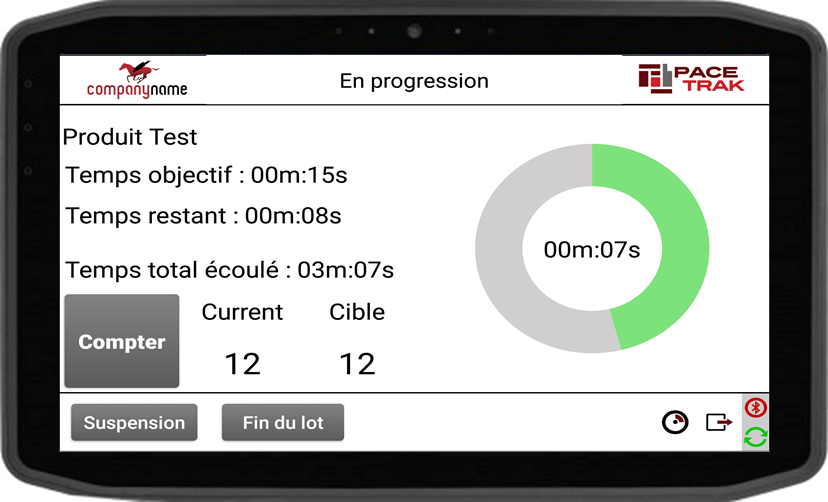 companyname
En progression
PACE
TRAK
Produit Test
Temps objectif : 00m:15s
Temps restant : 00m:08s
Temps total écoulé : 03m:07s
00m:07s
Compter
Current
Cible
12
12
Suspension
Fin du lot